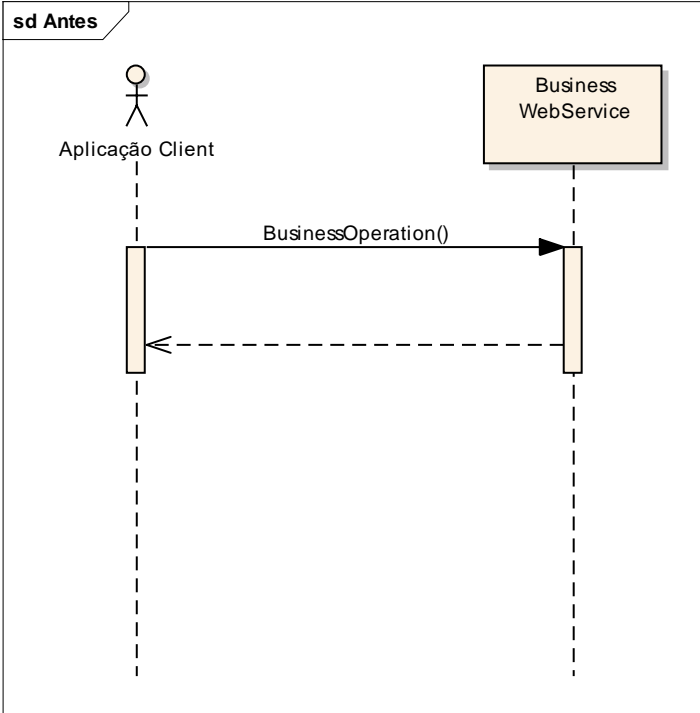 sd Antes
Aplicação Client
Business
WebService
BusinessOperation()